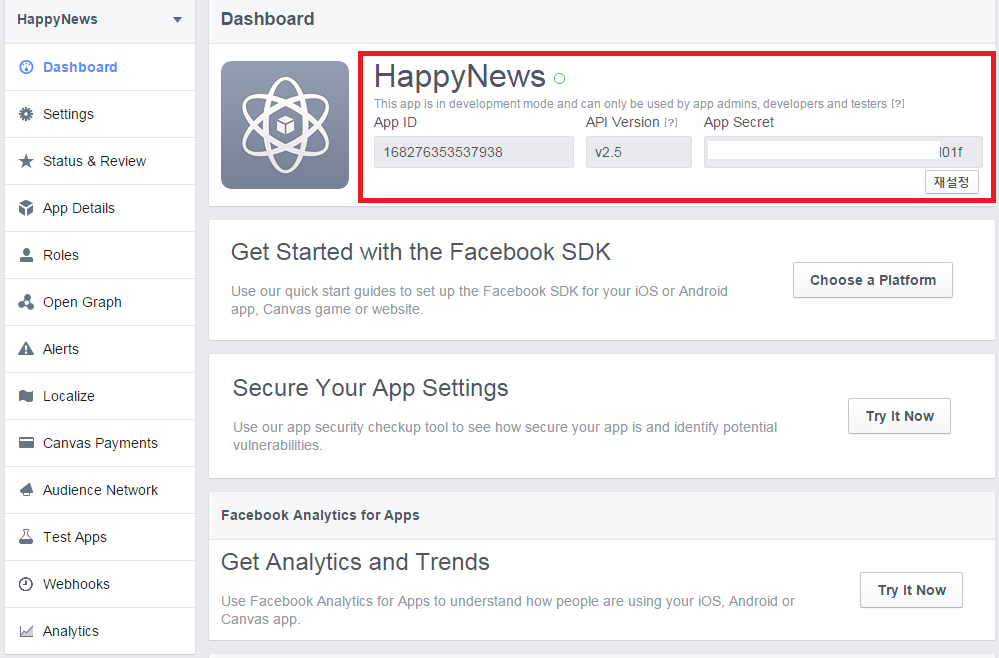 HappyNews
Dashboard
Settings
Status & Review
App Details
Roles
Open Graph
Alerts
Localize
Canvas Payments
Audience Network
Test Apps
Webhooks
Analytics
Dashboard
HappyNews
This app is in development mode and can only be used by app admins, developers and testers [?]
App ID
API Version [?]
App Secret
168276353537938
v2.5
01f
재설정
Get Started with the Facebook SDK
Use our quick start guides to set up the Facebook SDK for your iOS or Android
app, Canvas game or website.
Choose a Platform
Secure Your App Settings
Use our app security checkup tool to see how secure your app is and identify potential
vulnerabilities.
Try It Now
Facebook Analytics for Apps
Get Analytics and Trends
Use Facebook Analytics for Apps to understand how people are using your iOS, Android or
Canvas app.
Try It Now